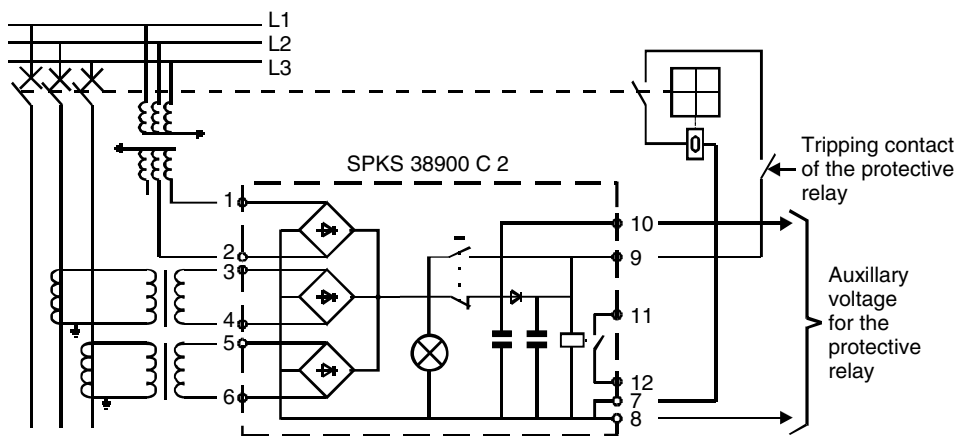 L1
L2
L3
SPKS 38900 C 2
Tripping contact
of the protective
relay
1
2
3
4
5
6
10
9
11
12
7
8
Auxillary
voltage
for the
protective
relay